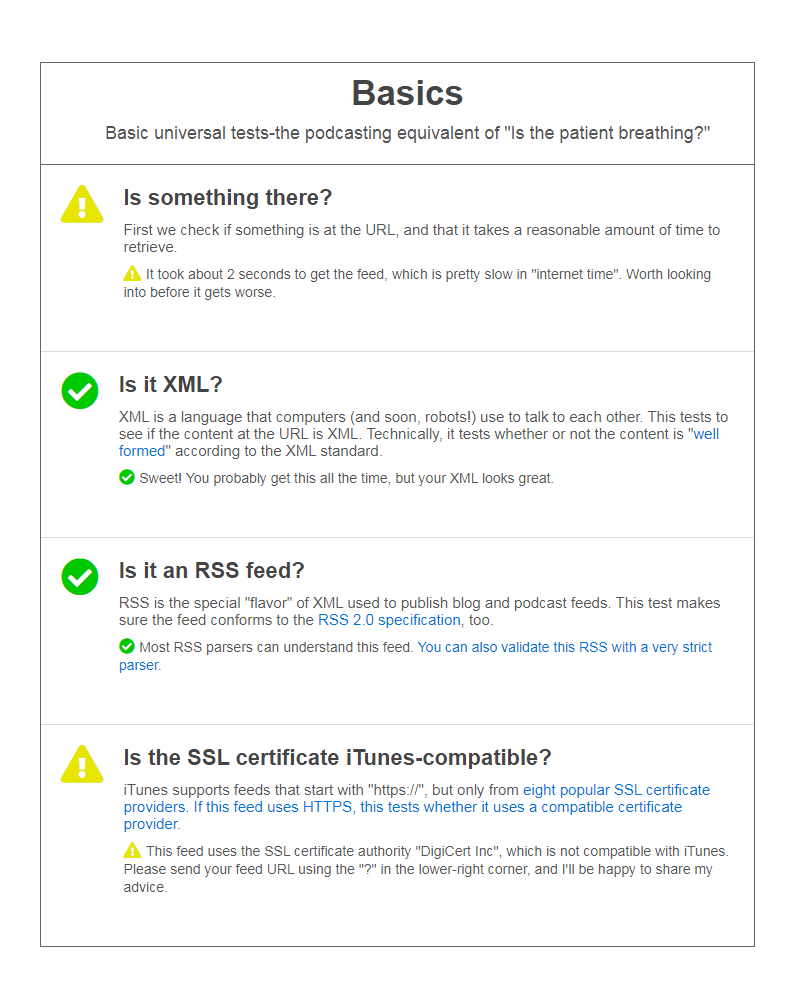 Basics
Basic universal tests-the podcasting equivalent of "Is the patient breathing?"
Is something there?
First we check if something is at the URL, and that it takes a reasonable amount of time to
retrieve.
It took about 2 seconds to get the feed, which is pretty slow in "internet time". Worth looking
into before it gets worse.
Is it XML?
XML is a language that computers (and soon, robots!) use to talk to each other. This tests to
see if the content at the URL is XML. Technically, it tests whether or not the content is "well
formed" according to the XML standard.
Sweet! You probably get this all the time, but your XML looks great.
Is it an RSS feed?
RSS is the special "flavor" of XML used to publish blog and podcast feeds. This test makes
sure the feed conforms to the RSS 2.0 specification, too.
Most RSS parsers can understand this feed. You can also validate this RSS with a very strict
parser.
Is the SSL certificate iTunes-compatible?
iTunes supports feeds that start with "https://", but only from eight popular SSL certificate
providers. If this feed uses HTTPS, this tests whether it uses a compatible certificate
provider.
This feed uses the SSL certificate authority "DigiCert Inc", which is not compatible with iTunes.
Please send your feed URL using the "?" in the lower-right corner, and I'll be happy to share my
advice.